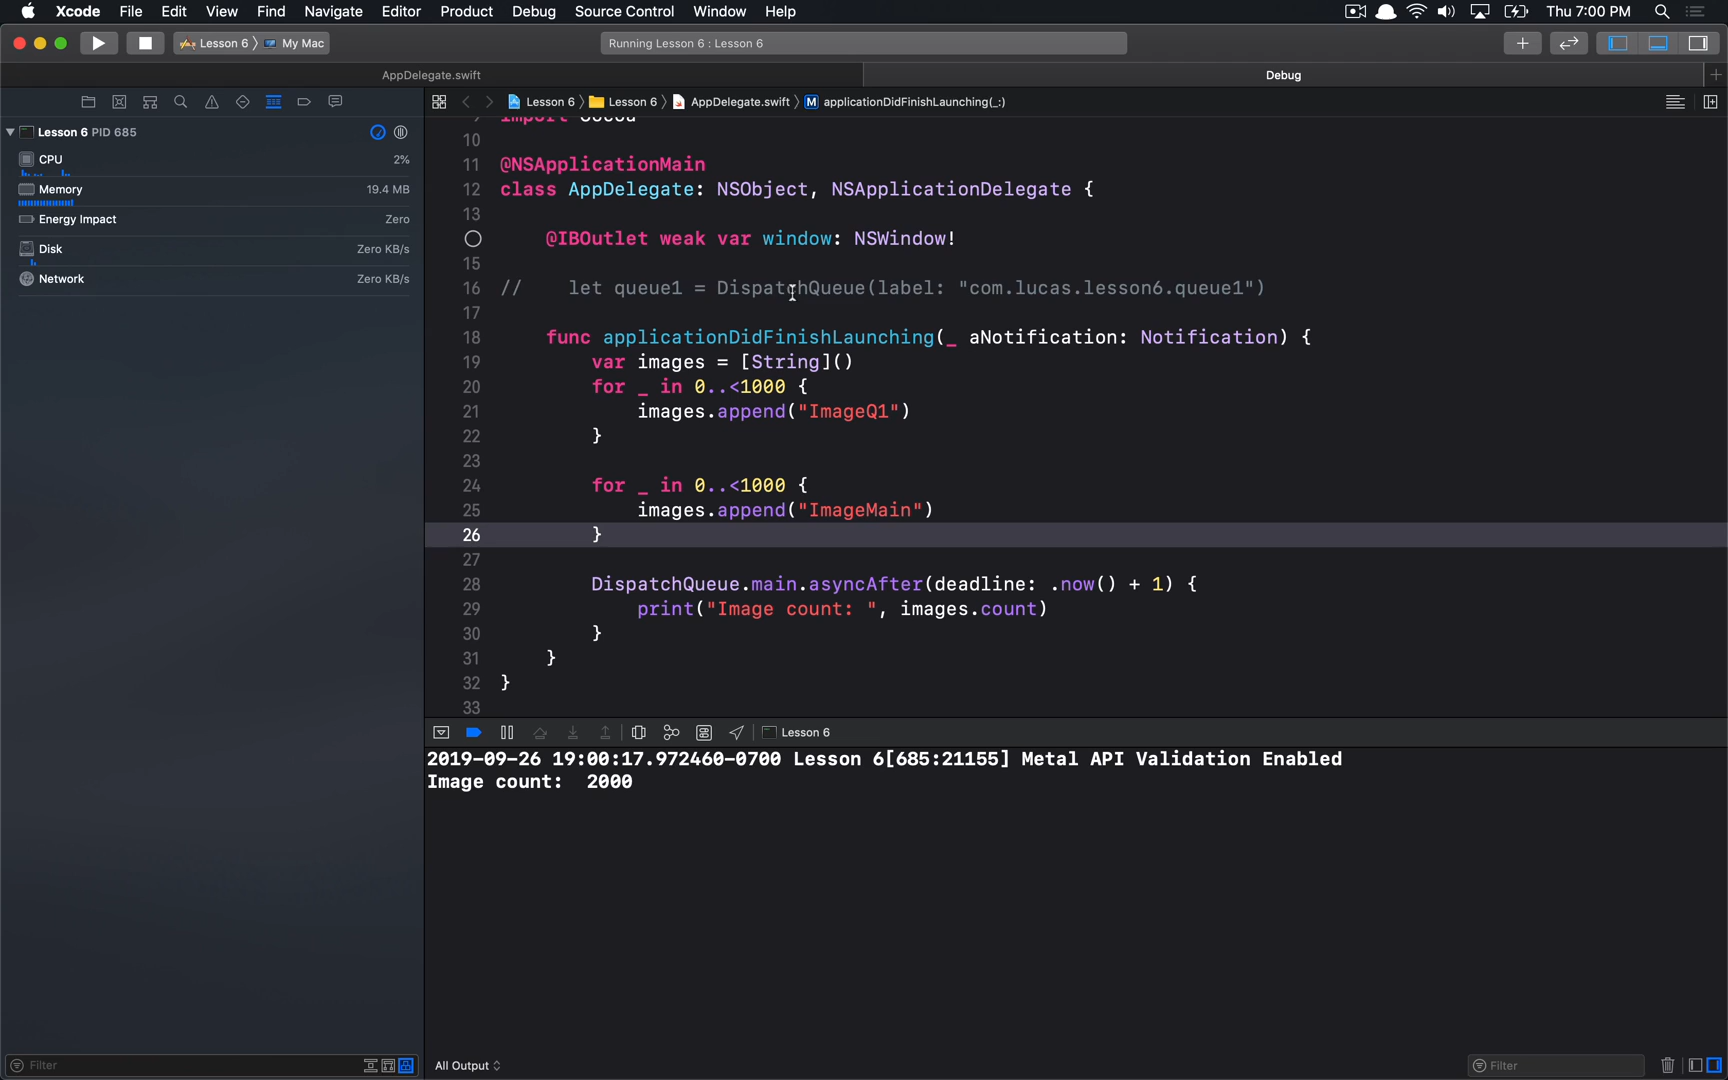 Xcode File Edit View Find Navigate Editor Product Debug Source Control Window Help Thu 7:00 PM
Lesson 6 My Mac Running Lesson 6 : Lesson 6
AppDelegate.swift Debug
Lesson 6 Lesson 6 AppDelegate.swift M applicationDidFinishLaunching(_:)
Lesson 6 PID 685
CPU 2%
Memory 19.4 MB
Energy Impact Zero
Disk Zero KB/s
Network Zero KB/s
9 import Cocoa
10
11 @NSApplicationMain
12 class AppDelegate: NSObject, NSApplicationDelegate {
13
@IBOutlet weak var window: NSWindow!
15
16 // let queue1 = DispatchQueue(label: "com.lucas.lesson6.queue1")
17
18 func applicationDidFinishLaunching(_ aNotification: Notification) {
19 var images = [String]()
20 for _ in 0..<1000 {
21 images.append("ImageQ1")
22 }
23
24 for _ in 0..<1000 {
25 images.append("ImageMain")
26 }
27
28 DispatchQueue.main.asyncAfter(deadline: .now() + 1) {
29 print("Image count: ", images.count)
30 }
31 }
32 }
33
Lesson 6
2019-09-26 19:00:17.972460-0700 Lesson 6[685:21155] Metal API Validation Enabled
Image count:  2000
Filter All Output Filter